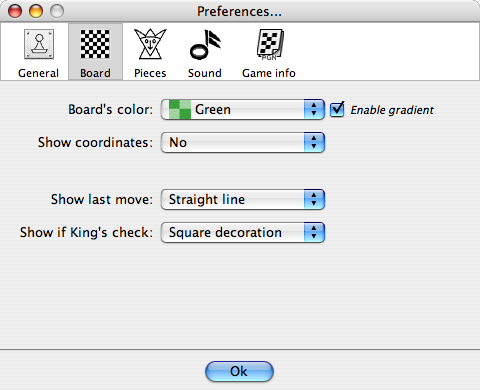 Preferences...
General Board Pieces Sound Game info
PGN
Board's color: Green Enable gradient
Show coordinates: No
Show last move: Straight line
Show if King's check: Square decoration
Ok